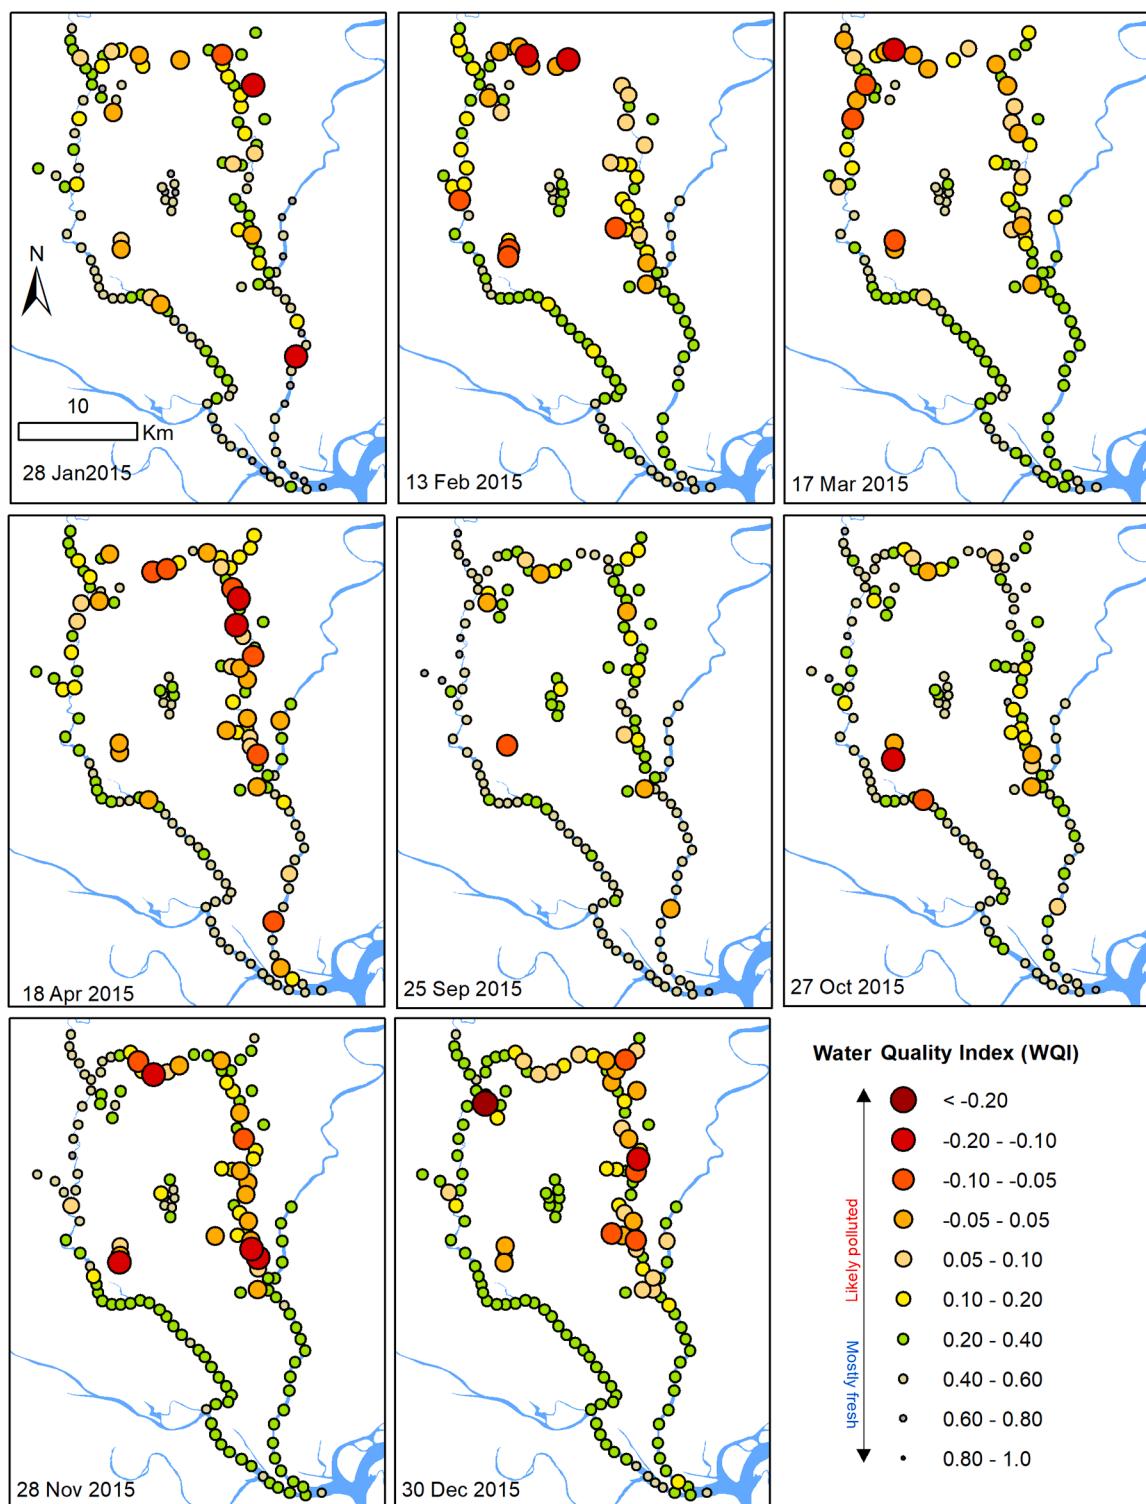 N
10
Km
28 Jan2015
13 Feb 2015
17 Mar 2015
18 Apr 2015
25 Sep 2015
27 Oct 2015
28 Nov 2015
30 Dec 2015
Water Quality Index (WQI)
< -0.20
-0.20 - -0.10
-0.10 - -0.05
-0.05 - 0.05
0.05 - 0.10
0.10 - 0.20
0.20 - 0.40
0.40 - 0.60
0.60 - 0.80
0.80 - 1.0
Likely polluted
Mostly fresh